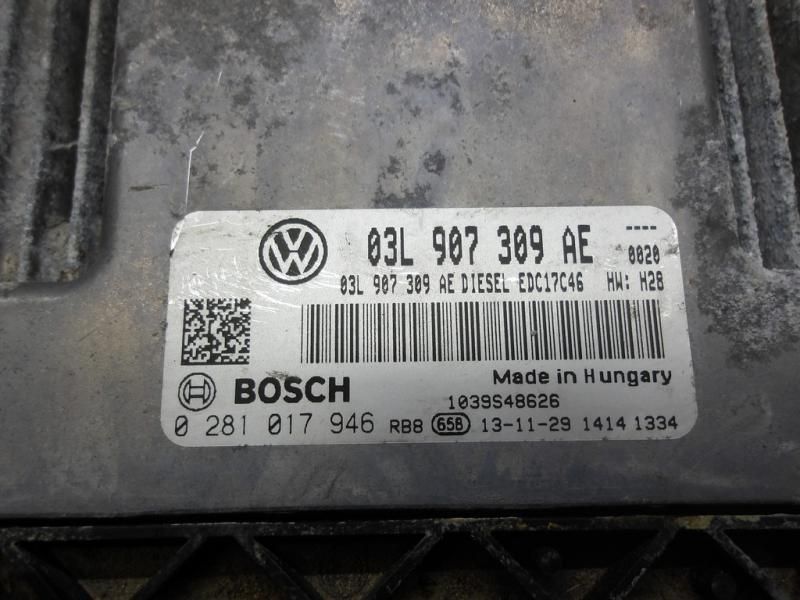 03L 907 309 AE ----
0020
03L 907 309 AE DIESEL EDC17C46 HW: H28
Made in Hungary
BOSCH 1039S48626
0 281 017 946 RB8 658 13-11-29 1414 1334